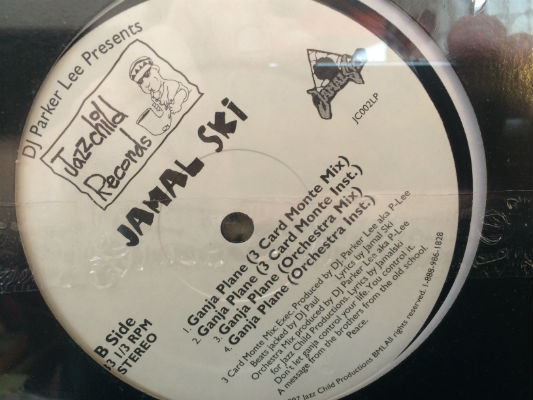 DJ Parker Lee Presents
Jazzchild
Records
JAMAL SKI
JC002LP
1. Ganja Plane (3 Card Monte Mix)
2. Ganja Plane (3 Card Monte Inst.)
3. Ganja Plane (Orchestra Mix)
4. Ganja Plane (Orchestra Inst.)
B Side
1/3 RPM
STEREO
3 Card Monte Mix: Exec. Produced by DJ Parker Lee aka P-Lee
Beats jacked by DJ Paul Lyrics by Jamal Ski
Orchestra Mix produced by DJ Parker Lee aka P-Lee
for Jazz Child Productions. Lyrics by Jamalski
Don't let ganja control your life. You control it.
A message from the brothers from the old school.
Peace.
Jazz Child Productions BMI. All rights reserved. 1-888-986-1828